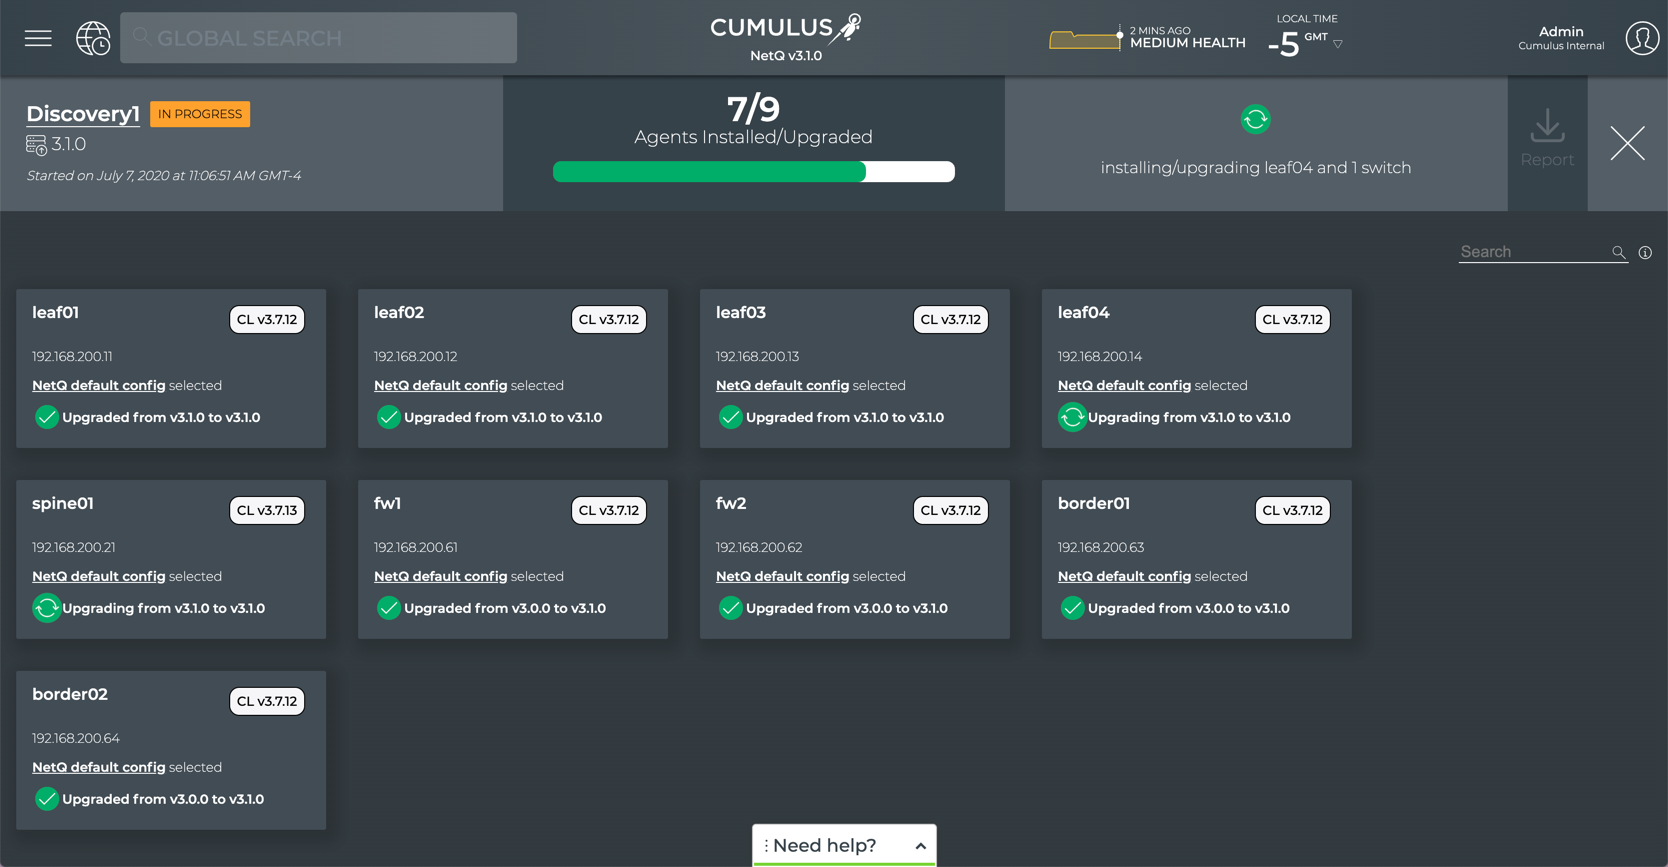 GLOBAL SEARCH
CUMULUS
NetQ v3.1.0
2 MINS AGO
MEDIUM HEALTH
LOCAL TIME
-5 GMT
Admin
Cumulus Internal
Discovery1 IN PROGRESS
3.1.0
Started on July 7, 2020 at 11:06:51 AM GMT-4
7/9
Agents Installed/Upgraded
installing/upgrading leaf04 and 1 switch
Report
Search
leaf01 CL v3.7.12
192.168.200.11
NetQ default config selected
Upgraded from v3.1.0 to v3.1.0
leaf02 CL v3.7.12
192.168.200.12
NetQ default config selected
Upgraded from v3.1.0 to v3.1.0
leaf03 CL v3.7.12
192.168.200.13
NetQ default config selected
Upgraded from v3.1.0 to v3.1.0
leaf04 CL v3.7.12
192.168.200.14
NetQ default config selected
Upgrading from v3.1.0 to v3.1.0
spine01 CL v3.7.13
192.168.200.21
NetQ default config selected
Upgrading from v3.1.0 to v3.1.0
fw1 CL v3.7.12
192.168.200.61
NetQ default config selected
Upgraded from v3.0.0 to v3.1.0
fw2 CL v3.7.12
192.168.200.62
NetQ default config selected
Upgraded from v3.0.0 to v3.1.0
border01 CL v3.7.12
192.168.200.63
NetQ default config selected
Upgraded from v3.0.0 to v3.1.0
border02 CL v3.7.12
192.168.200.64
NetQ default config selected
Upgraded from v3.0.0 to v3.1.0
Need help?